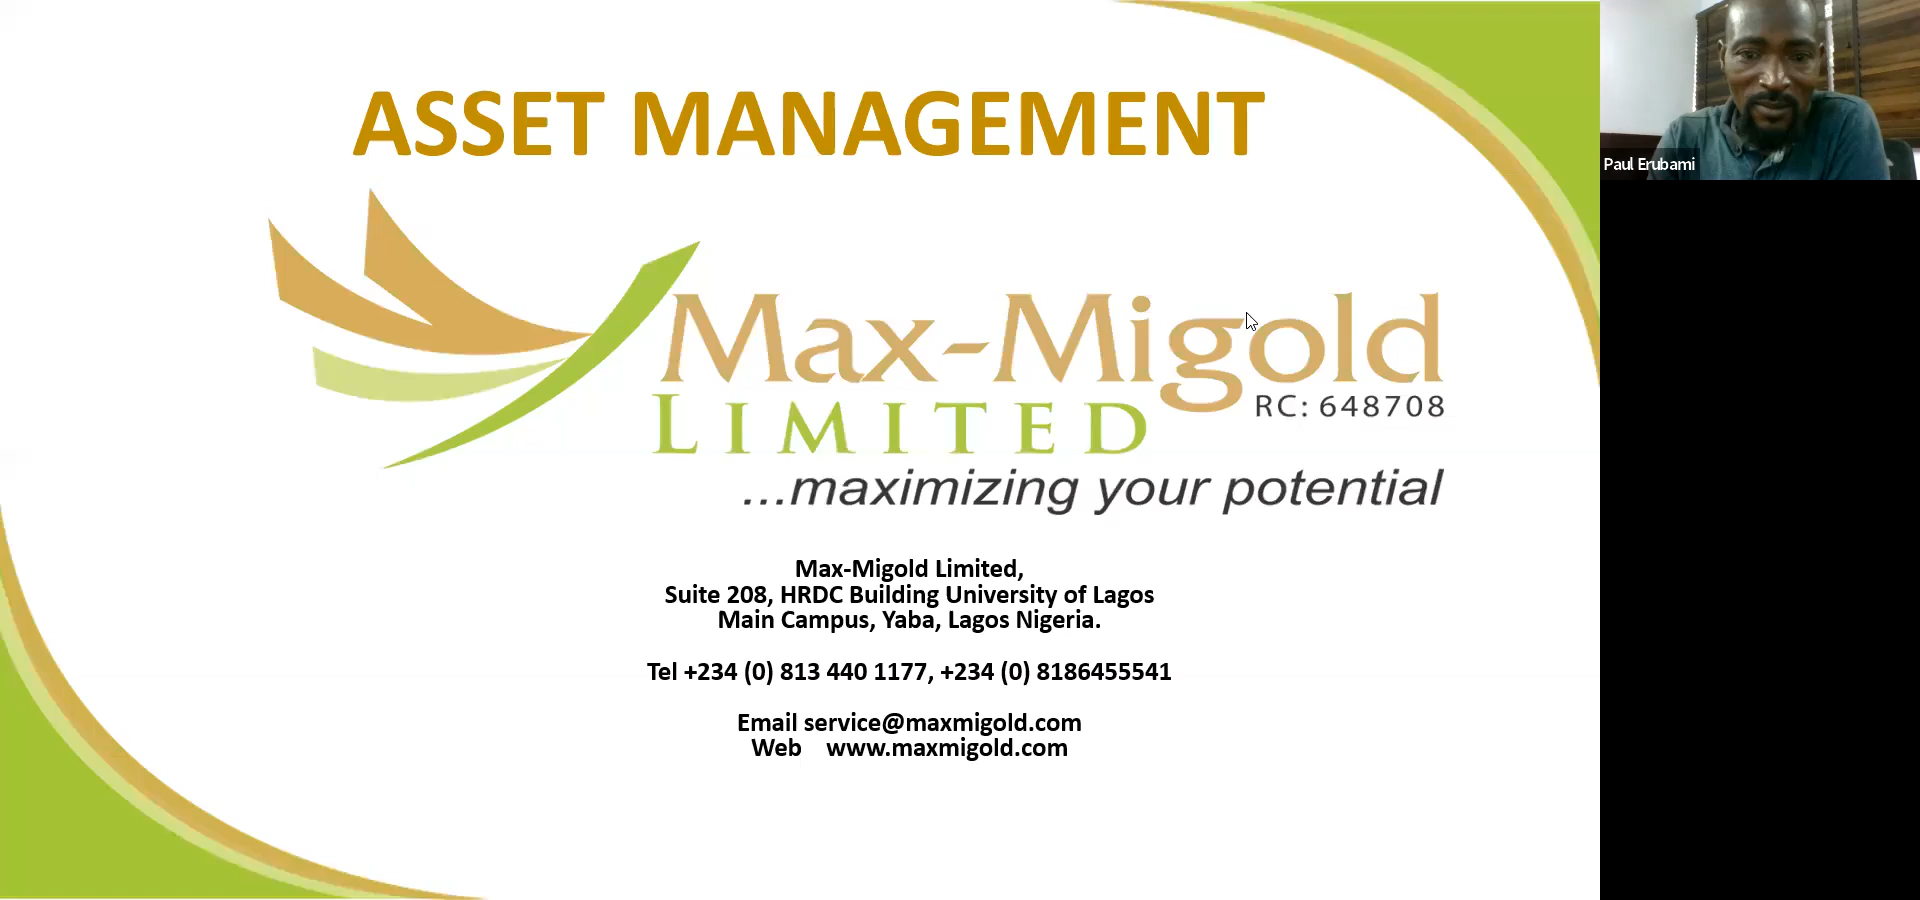 ASSET MANAGEMENT
Max-Migold
LIMITED
RC: 648708
...maximizing your potential
Max-Migold Limited,
Suite 208, HRDC Building University of Lagos
Main Campus, Yaba, Lagos Nigeria.
Tel +234 (0) 813 440 1177, +234 (0) 8186455541
Email service@maxmigold.com
Web www.maxmigold.com
Paul Erubami